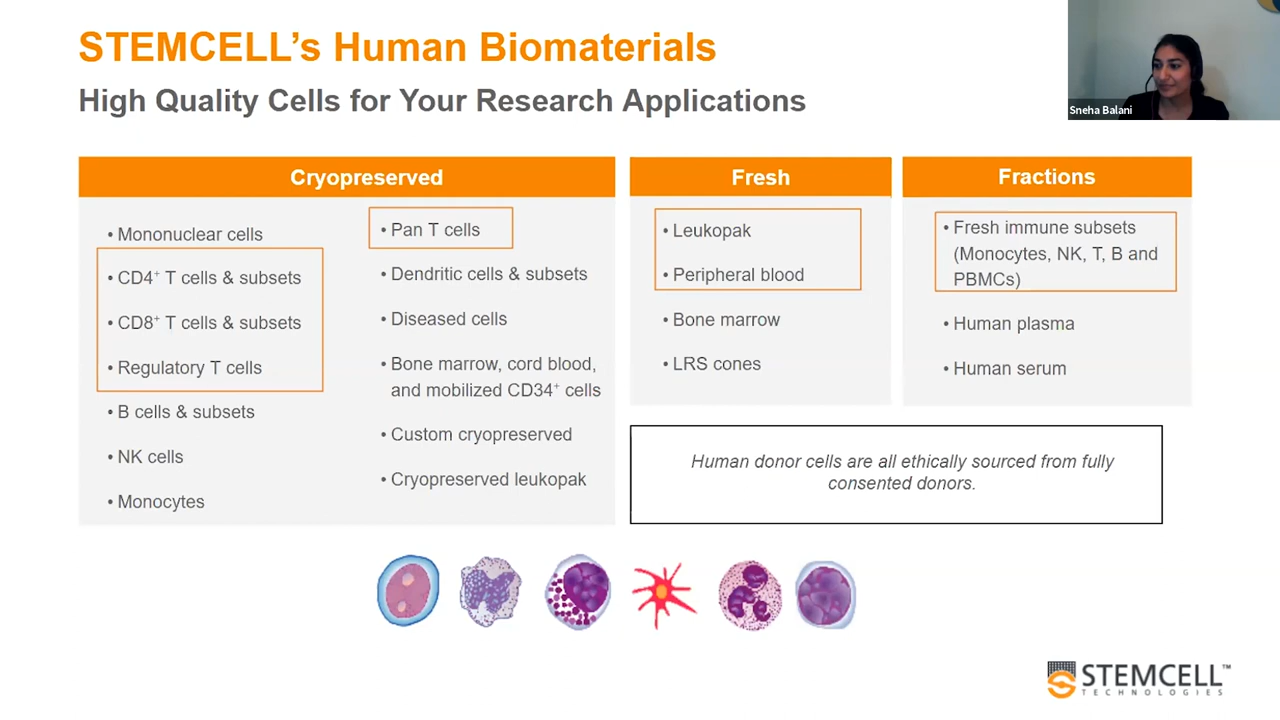 STEMCELL's Human Biomaterials
High Quality Cells for Your Research Applications
Sneha Balani
Cryopreserved
• Mononuclear cells
• CD4⁺ T cells & subsets
• CD8⁺ T cells & subsets
• Regulatory T cells
• B cells & subsets
• NK cells
• Monocytes
• Pan T cells
• Dendritic cells & subsets
• Diseased cells
• Bone marrow, cord blood,
and mobilized CD34⁺ cells
• Custom cryopreserved
• Cryopreserved leukopak
Fresh
• Leukopak
• Peripheral blood
• Bone marrow
• LRS cones
Fractions
• Fresh immune subsets
(Monocytes, NK, T, B and
PBMCs)
• Human plasma
• Human serum
Human donor cells are all ethically sourced from fully
consented donors.
STEMCELL™
TECHNOLOGIES